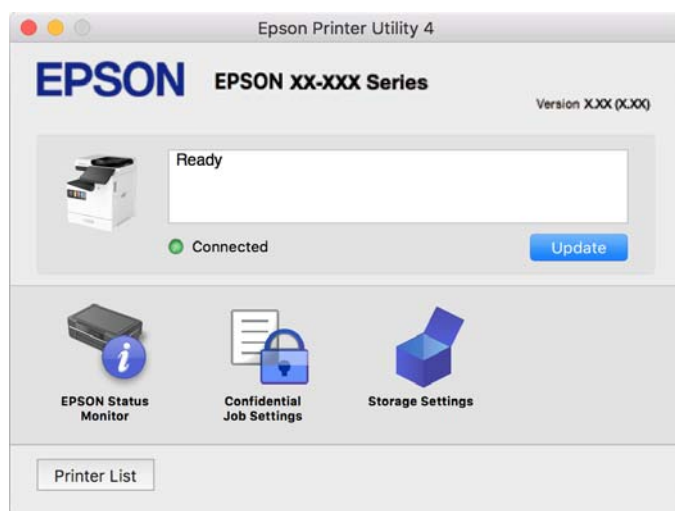 Epson Printer Utility 4
EPSON
EPSON XX-XXX Series
Version X.XX (X.XX)
Ready
Connected
Update
EPSON Status
Monitor
Confidential
Job Settings
Storage Settings
Printer List